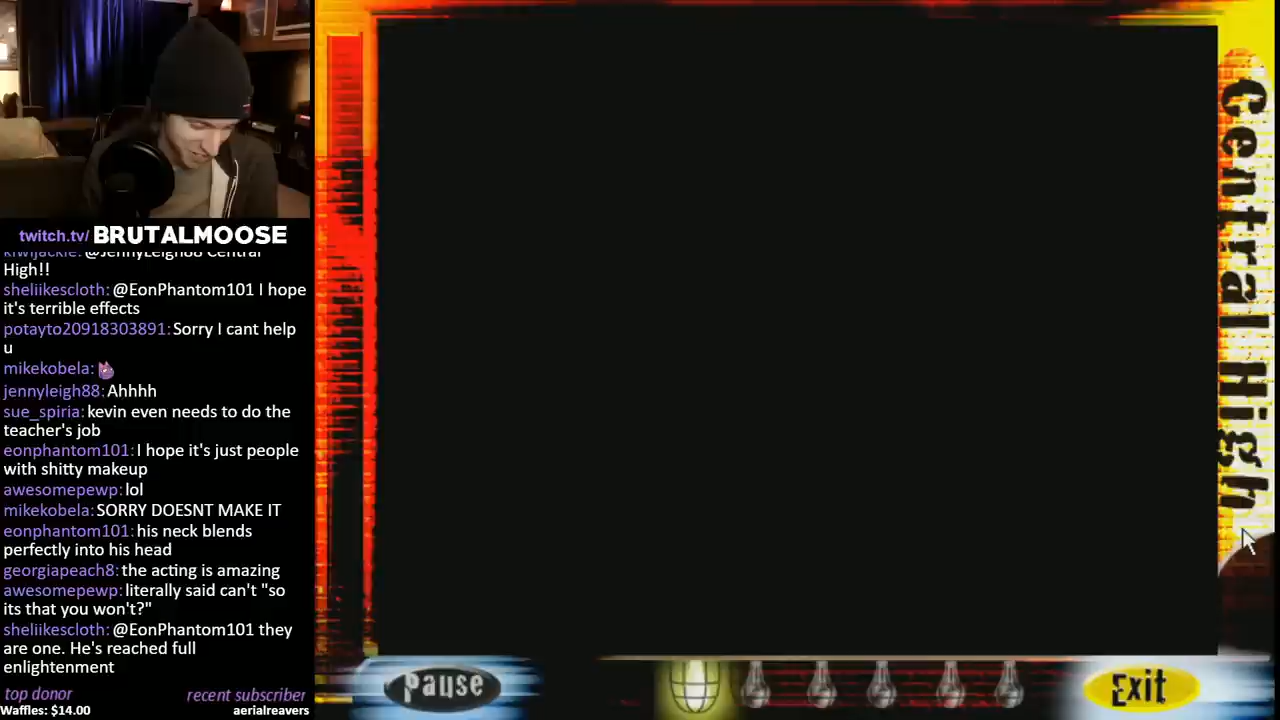 twitch.tv/BRUTALMOOSE
kiwijackie: @JennyLeigh88 Central
High!!
sheliikescloth: @EonPhantom101 I hope
it's terrible effects
potayto20918303891: Sorry I cant help
u
mikekobela:
jennyleigh88: Ahhhh
sue_spiria: kevin even needs to do the
teacher's job
eonphantom101: I hope it's just people
with shitty makeup
awesomepewp: lol
mikekobela: SORRY DOESNT MAKE IT
eonphantom101: his neck blends
perfectly into his head
georgiapeach8: the acting is amazing
awesomepewp: literally said can't "so
its that you won't?"
sheliikescloth: @EonPhantom101 they
are one. He's reached full
enlightenment
top donor
Waffles: $14.00
recent subscriber
aerialreavers
Central High
Pause
Exit